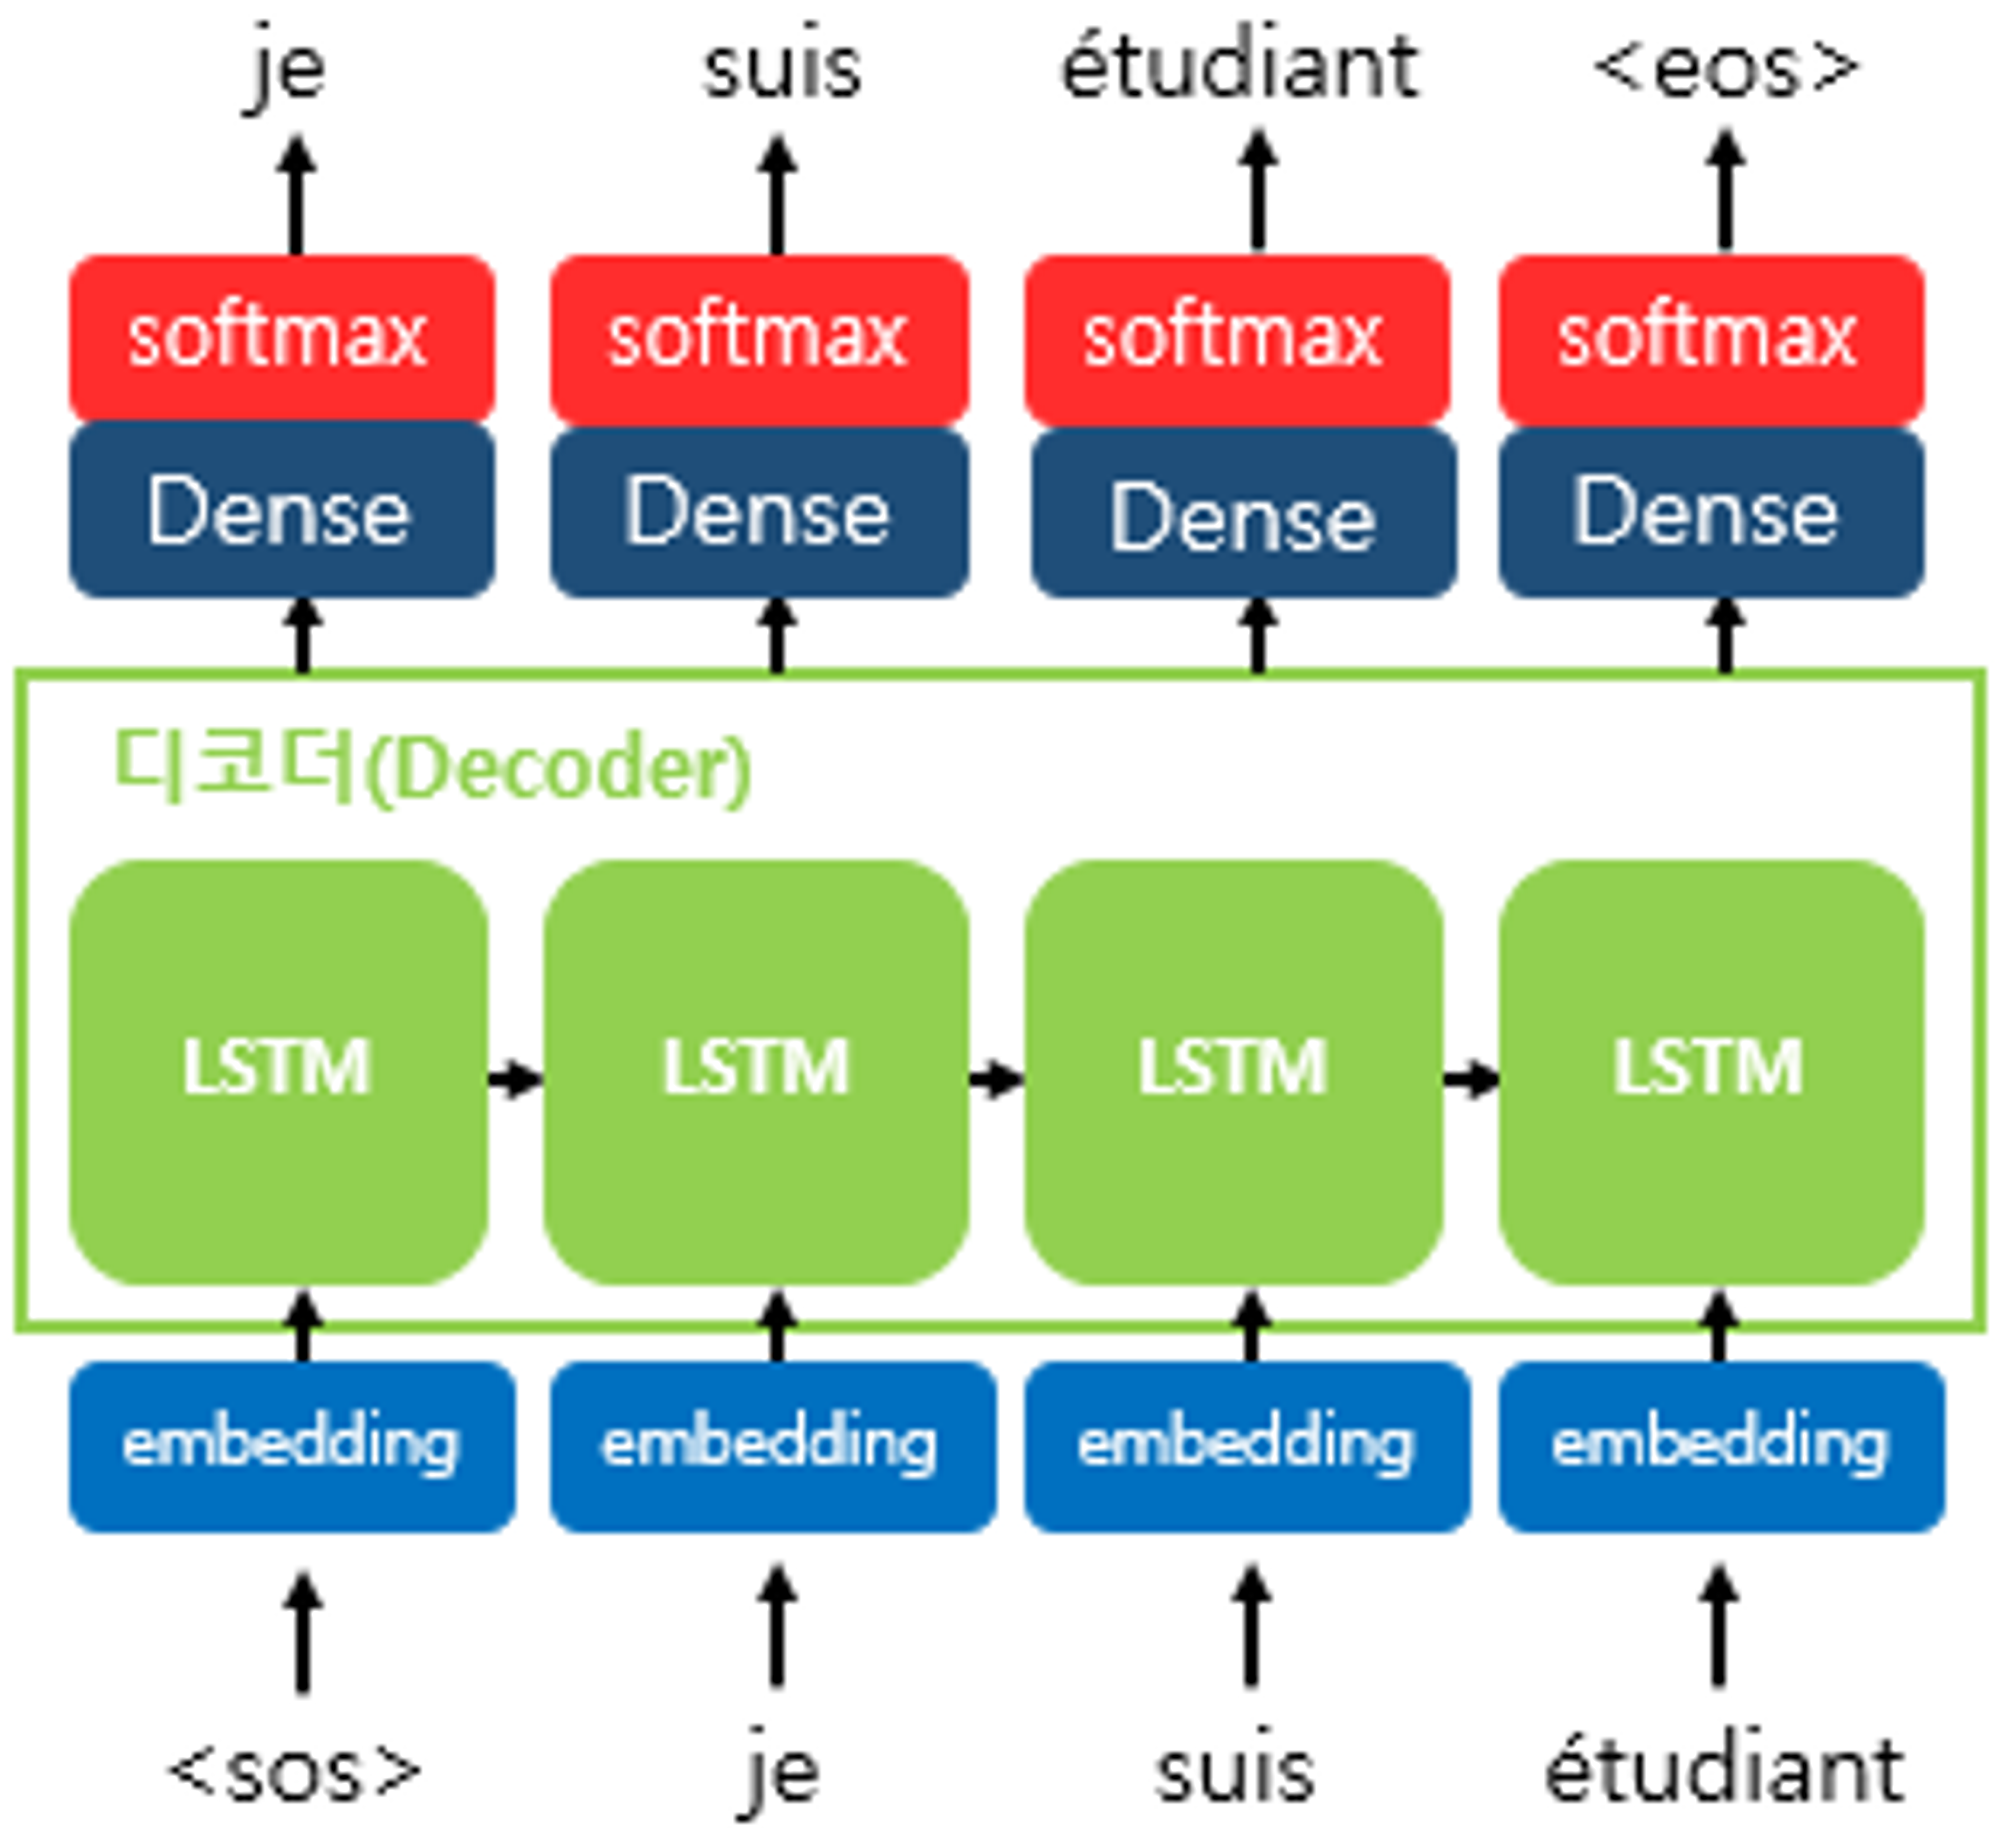 je suis étudiant <eos>
softmax softmax softmax softmax
Dense Dense Dense Dense
디코더(Decoder)
LSTM LSTM LSTM LSTM
embedding embedding embedding embedding
<sos> je suis étudiant